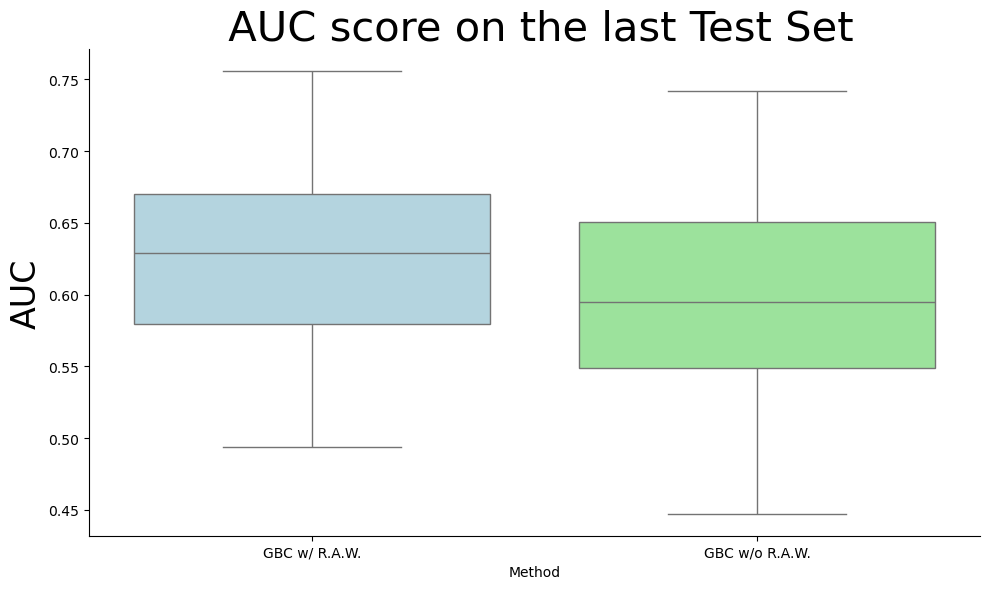 AUC score on the last Test Set
AUC
0.75
0.70
0.65
0.60
0.55
0.50
0.45
GBC w/ R.A.W.
GBC w/o R.A.W.
Method